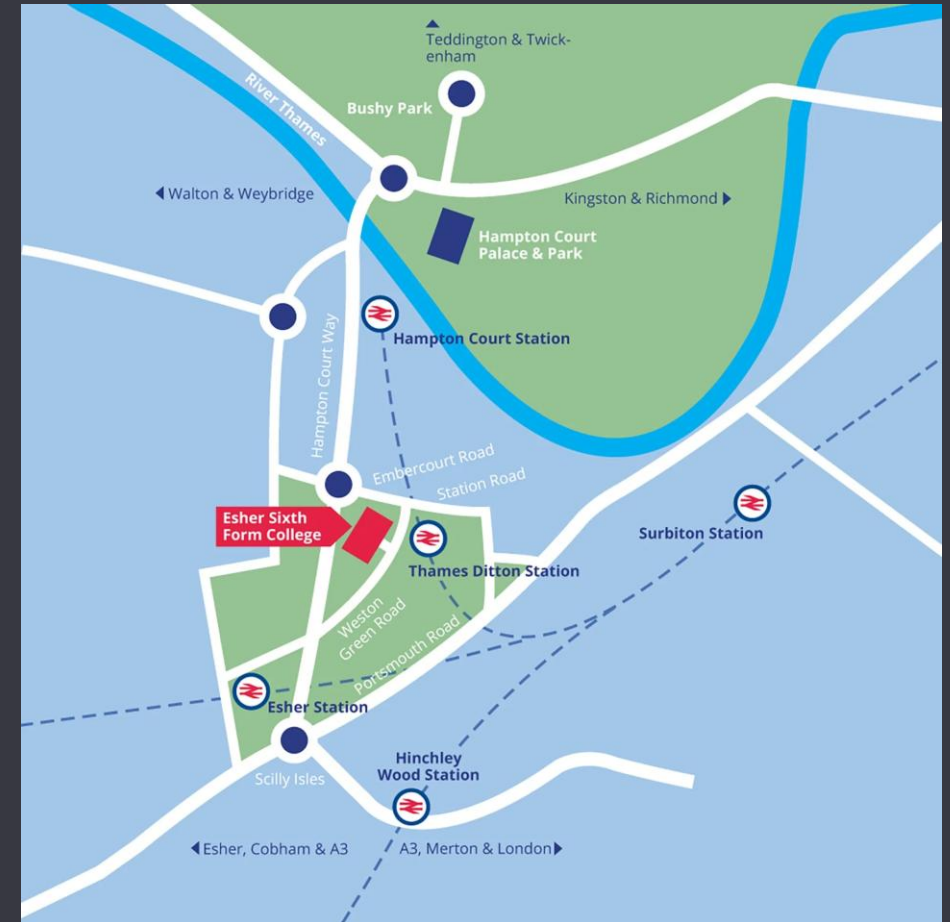 Teddington & Twick-
enham
Bushy Park
River Thames
Walton & Weybridge
Kingston & Richmond
Hampton Court
Palace & Park
Hampton Court Station
Hampton Court Way
Embercourt Road
Station Road
Esher Sixth
Form College
Surbiton Station
Thames Ditton Station
Weston
Green Road
Portsmouth Road
Esher Station
Hinchley
Wood Station
Scilly Isles
Esher, Cobham & A3
A3, Merton & London